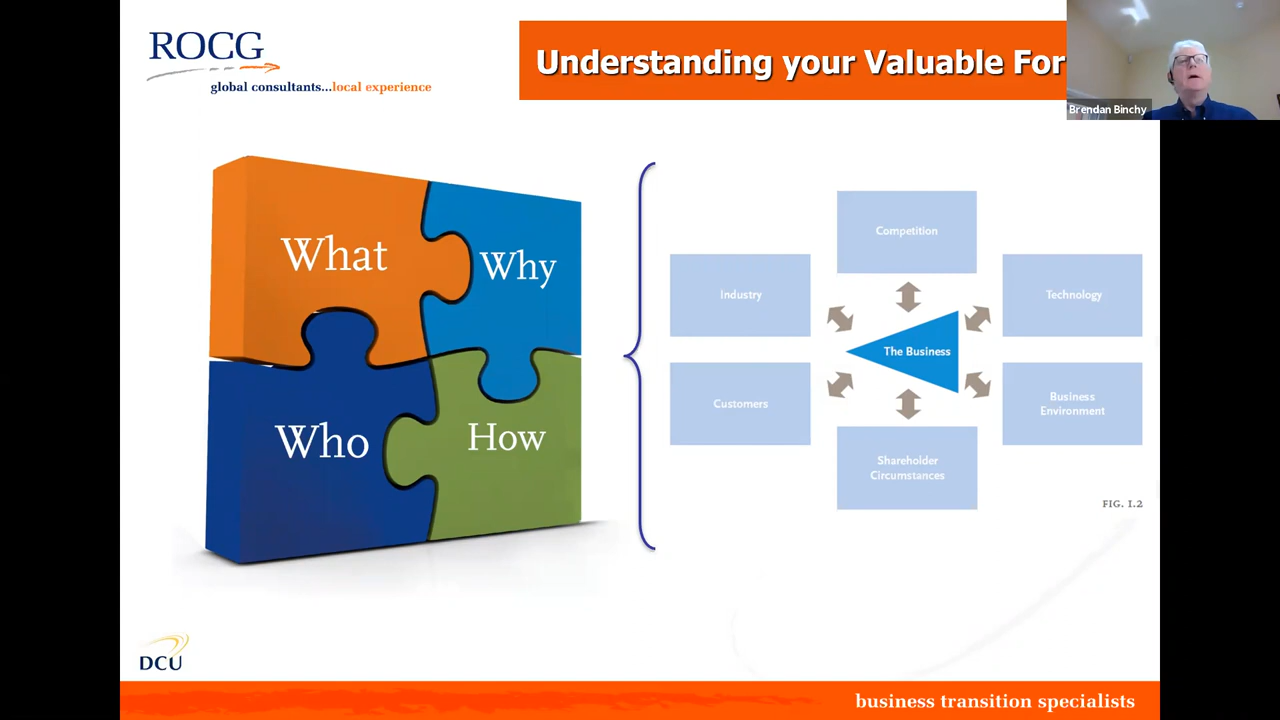 ROCG
global consultants...local experience
Understanding your Valuable For
Brendan Binchy
What
Why
Who
How
Competition
Industry
Technology
The Business
Customers
Business
Environment
Shareholder
Circumstances
FIG. 1.2
DCU
business transition specialists